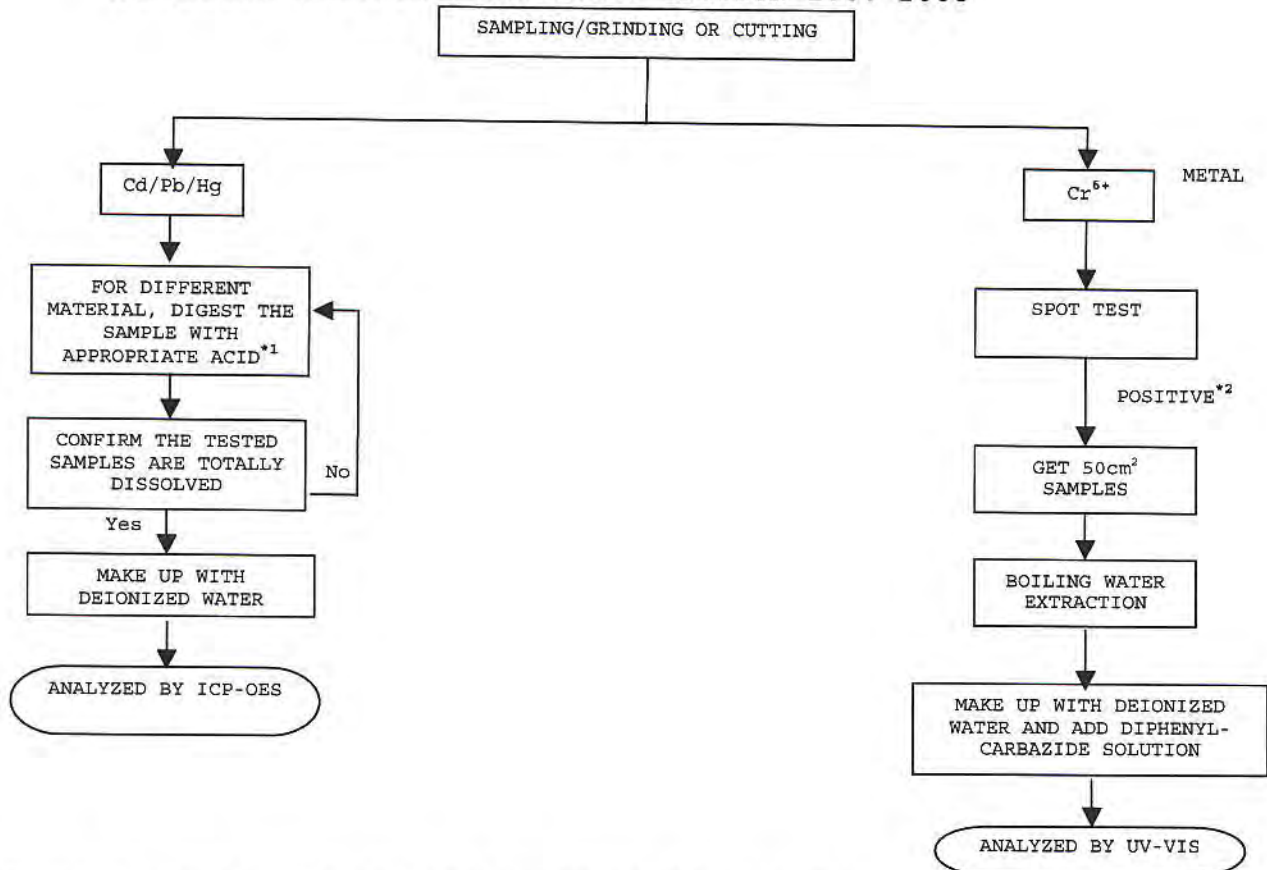 SAMPLING/GRINDING OR CUTTING
Cd/Pb/Hg
FOR DIFFERENT
MATERIAL, DIGEST THE
SAMPLE WITH
APPROPRIATE ACID*1
CONFIRM THE TESTED
SAMPLES ARE TOTALLY
DISSOLVED
No
Yes
MAKE UP WITH
DEIONIZED WATER
ANALYZED BY ICP-OES
METAL
Cr6+
SPOT TEST
POSITIVE*2
GET 50cm²
SAMPLES
BOILING WATER
EXTRACTION
MAKE UP WITH DEIONIZED
WATER AND ADD DIPHENYL-
CARBAZIDE SOLUTION
ANALYZED BY UV-VIS